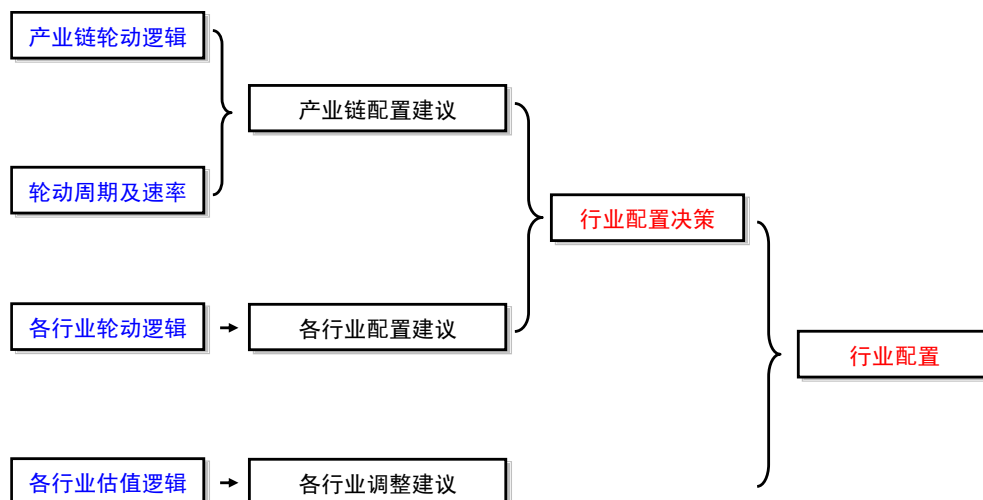 产业链轮动逻辑
产业链配置建议
轮动周期及速率
行业配置决策
各行业轮动逻辑
各行业配置建议
行业配置
各行业估值逻辑
各行业调整建议